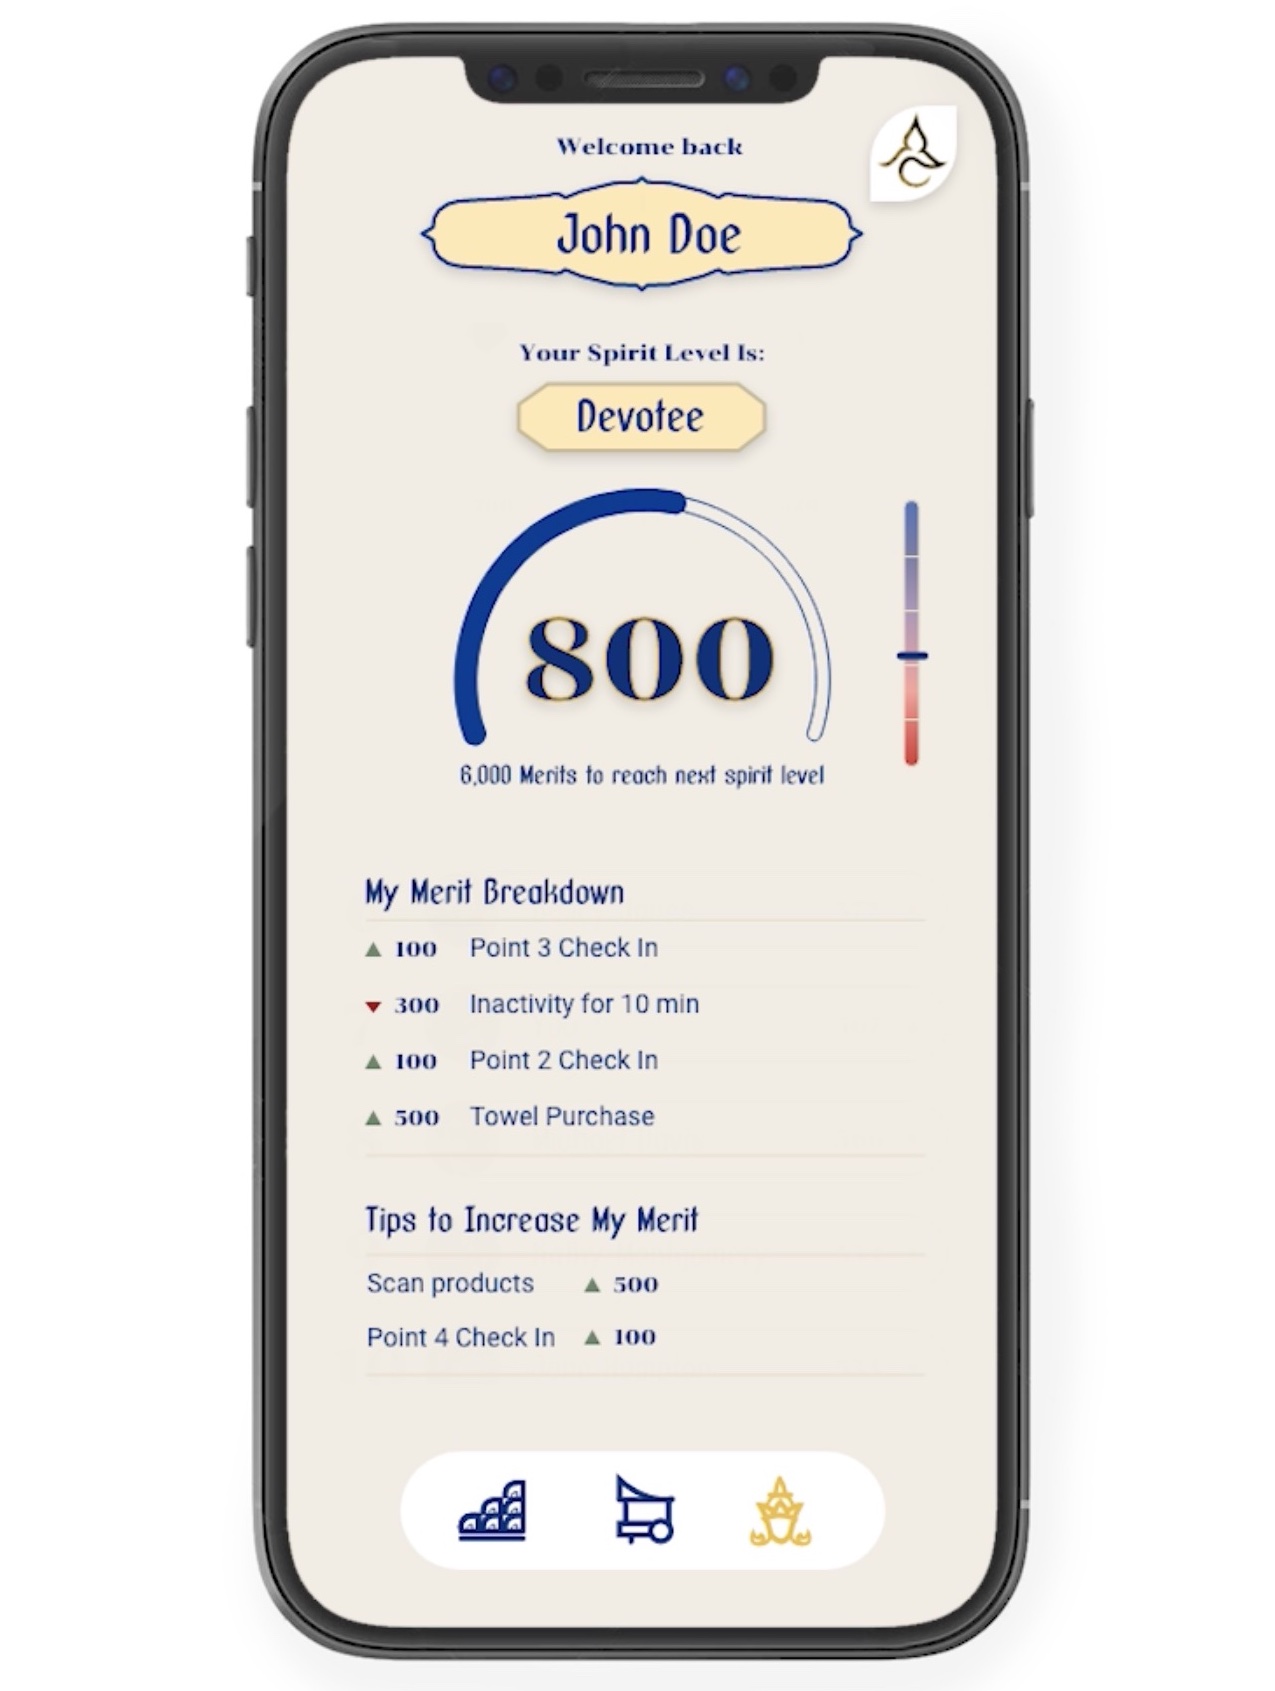 Welcome back
John Doe
Your Spirit Level Is:
Devotee
800
6,000 Merits to reach next spirit level
My Merit Breakdown
▲ 100 Point 3 Check In
▼ 300 Inactivity for 10 min
▲ 100 Point 2 Check In
▲ 500 Towel Purchase
Tips to Increase My Merit
Scan products ▲ 500
Point 4 Check In ▲ 100